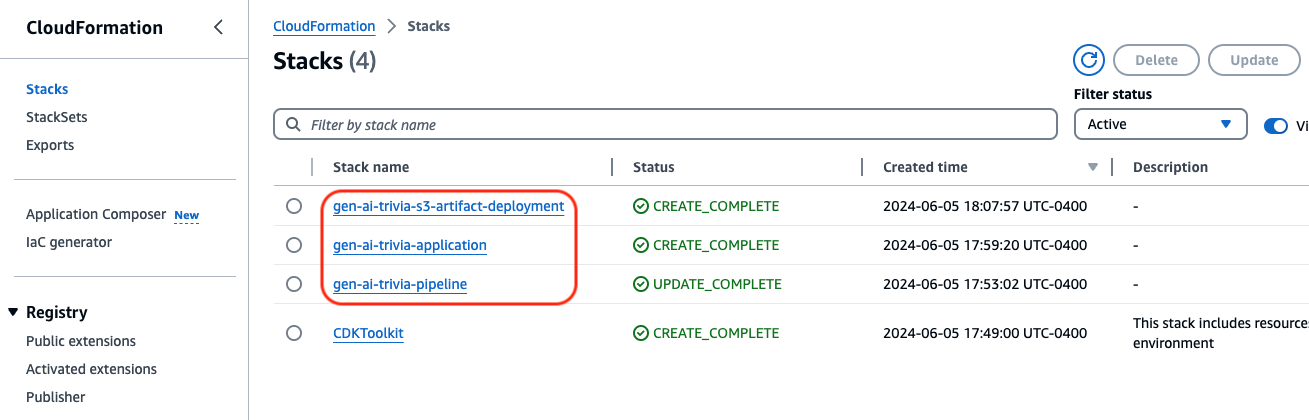 CloudFormation
CloudFormation Stacks
Stacks (4)
Delete
Update
Filter status
Filter by stack name
Active
Vi
Stacks
StackSets
Exports
Application Composer New
IaC generator
Registry
Public extensions
Activated extensions
Publisher
Stack name Status Created time Description
gen-ai-trivia-s3-artifact-deployment CREATE_COMPLETE 2024-06-05 18:07:57 UTC-0400 -
gen-ai-trivia-application CREATE_COMPLETE 2024-06-05 17:59:20 UTC-0400 -
gen-ai-trivia-pipeline UPDATE_COMPLETE 2024-06-05 17:53:02 UTC-0400 -
CDKToolkit CREATE_COMPLETE 2024-06-05 17:49:00 UTC-0400 This stack includes resource
environment